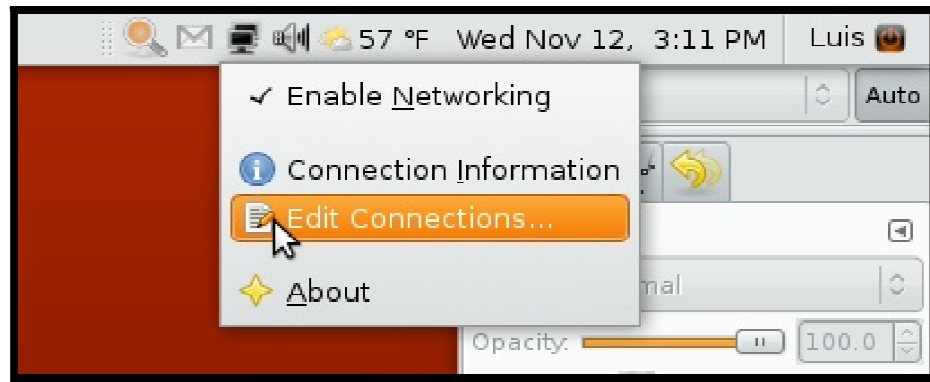 57 °F Wed Nov 12, 3:11 PM Luis
Enable Networking
Auto
Connection Information
Edit Connections...
About
Opacity: 100.0